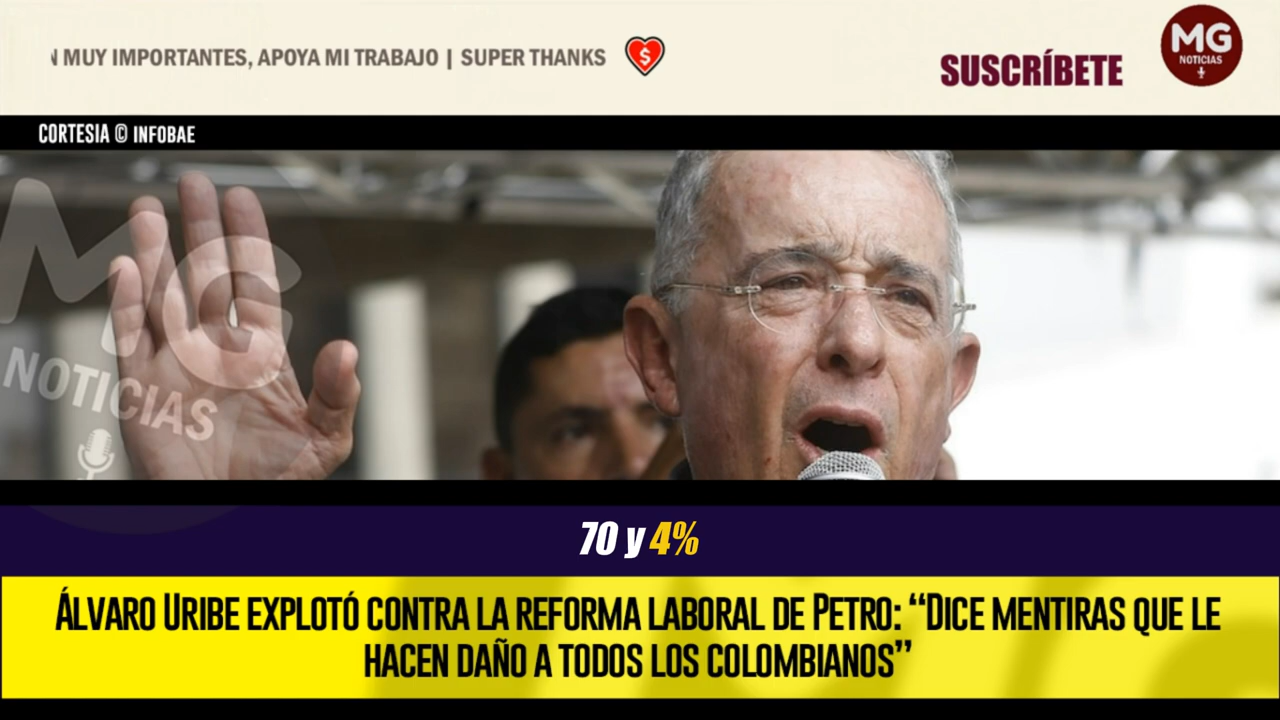 MUY IMPORTANTES, APOYA MI TRABAJO | SUPER THANKS
$
SUSCRÍBETE
MG
NOTICIAS
CORTESIA © INFOBAE
MG
NOTICIAS
70 y 4%
ÁLVARO URIBE EXPLOTÓ CONTRA LA REFORMA LABORAL DE PETRO: “DICE MENTIRAS QUE LE
HACEN DAÑO A TODOS LOS COLOMBIANOS”